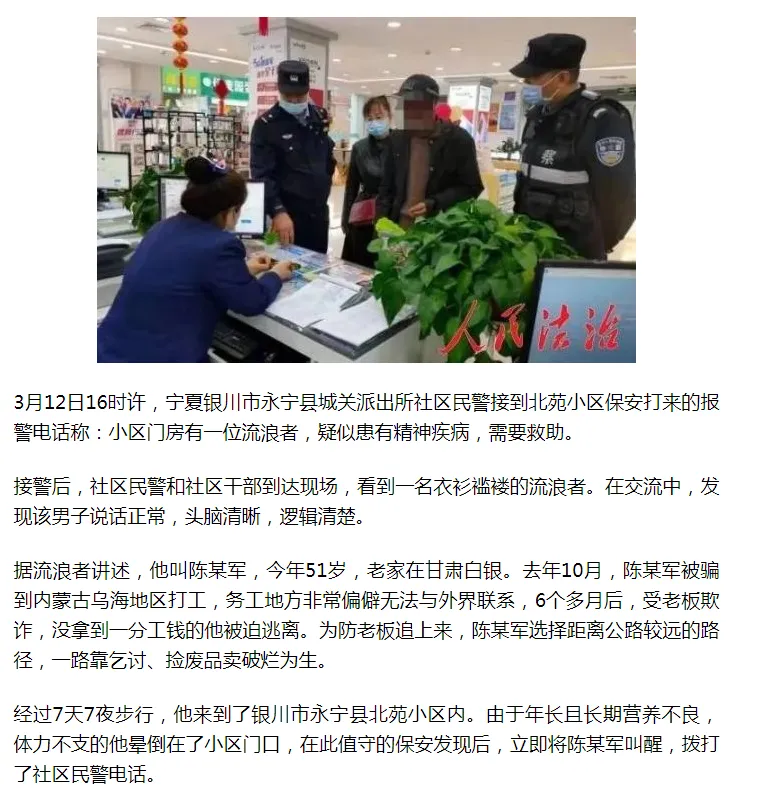 人民法治
3月12日16时许，宁夏银川市永宁县城关派出所社区民警接到北苑小区保安打来的报
警电话称：小区门房有一位流浪者，疑似患有精神疾病，需要救助。
接警后，社区民警和社区干部到达现场，看到一名衣衫褴褛的流浪者。在交流中，发
现该男子说话正常，头脑清晰，逻辑清楚。
据流浪者讲述，他叫陈某军，今年51岁，老家在甘肃白银。去年10月，陈某军被骗
到内蒙古乌海地区打工，务工地方非常偏僻无法与外界联系，6个多月后，受老板欺
诈，没拿到一分工钱的他被迫逃离。为防老板追上来，陈某军选择距离公路较远的路
径，一路靠乞讨、捡废品卖破烂为生。
经过7天7夜步行，他来到了银川市永宁县北苑小区内。由于年长且长期营养不良，
体力不支的他晕倒在了小区门口，在此值守的保安发现后，立即将陈某军叫醒，拨打
了社区民警电话。